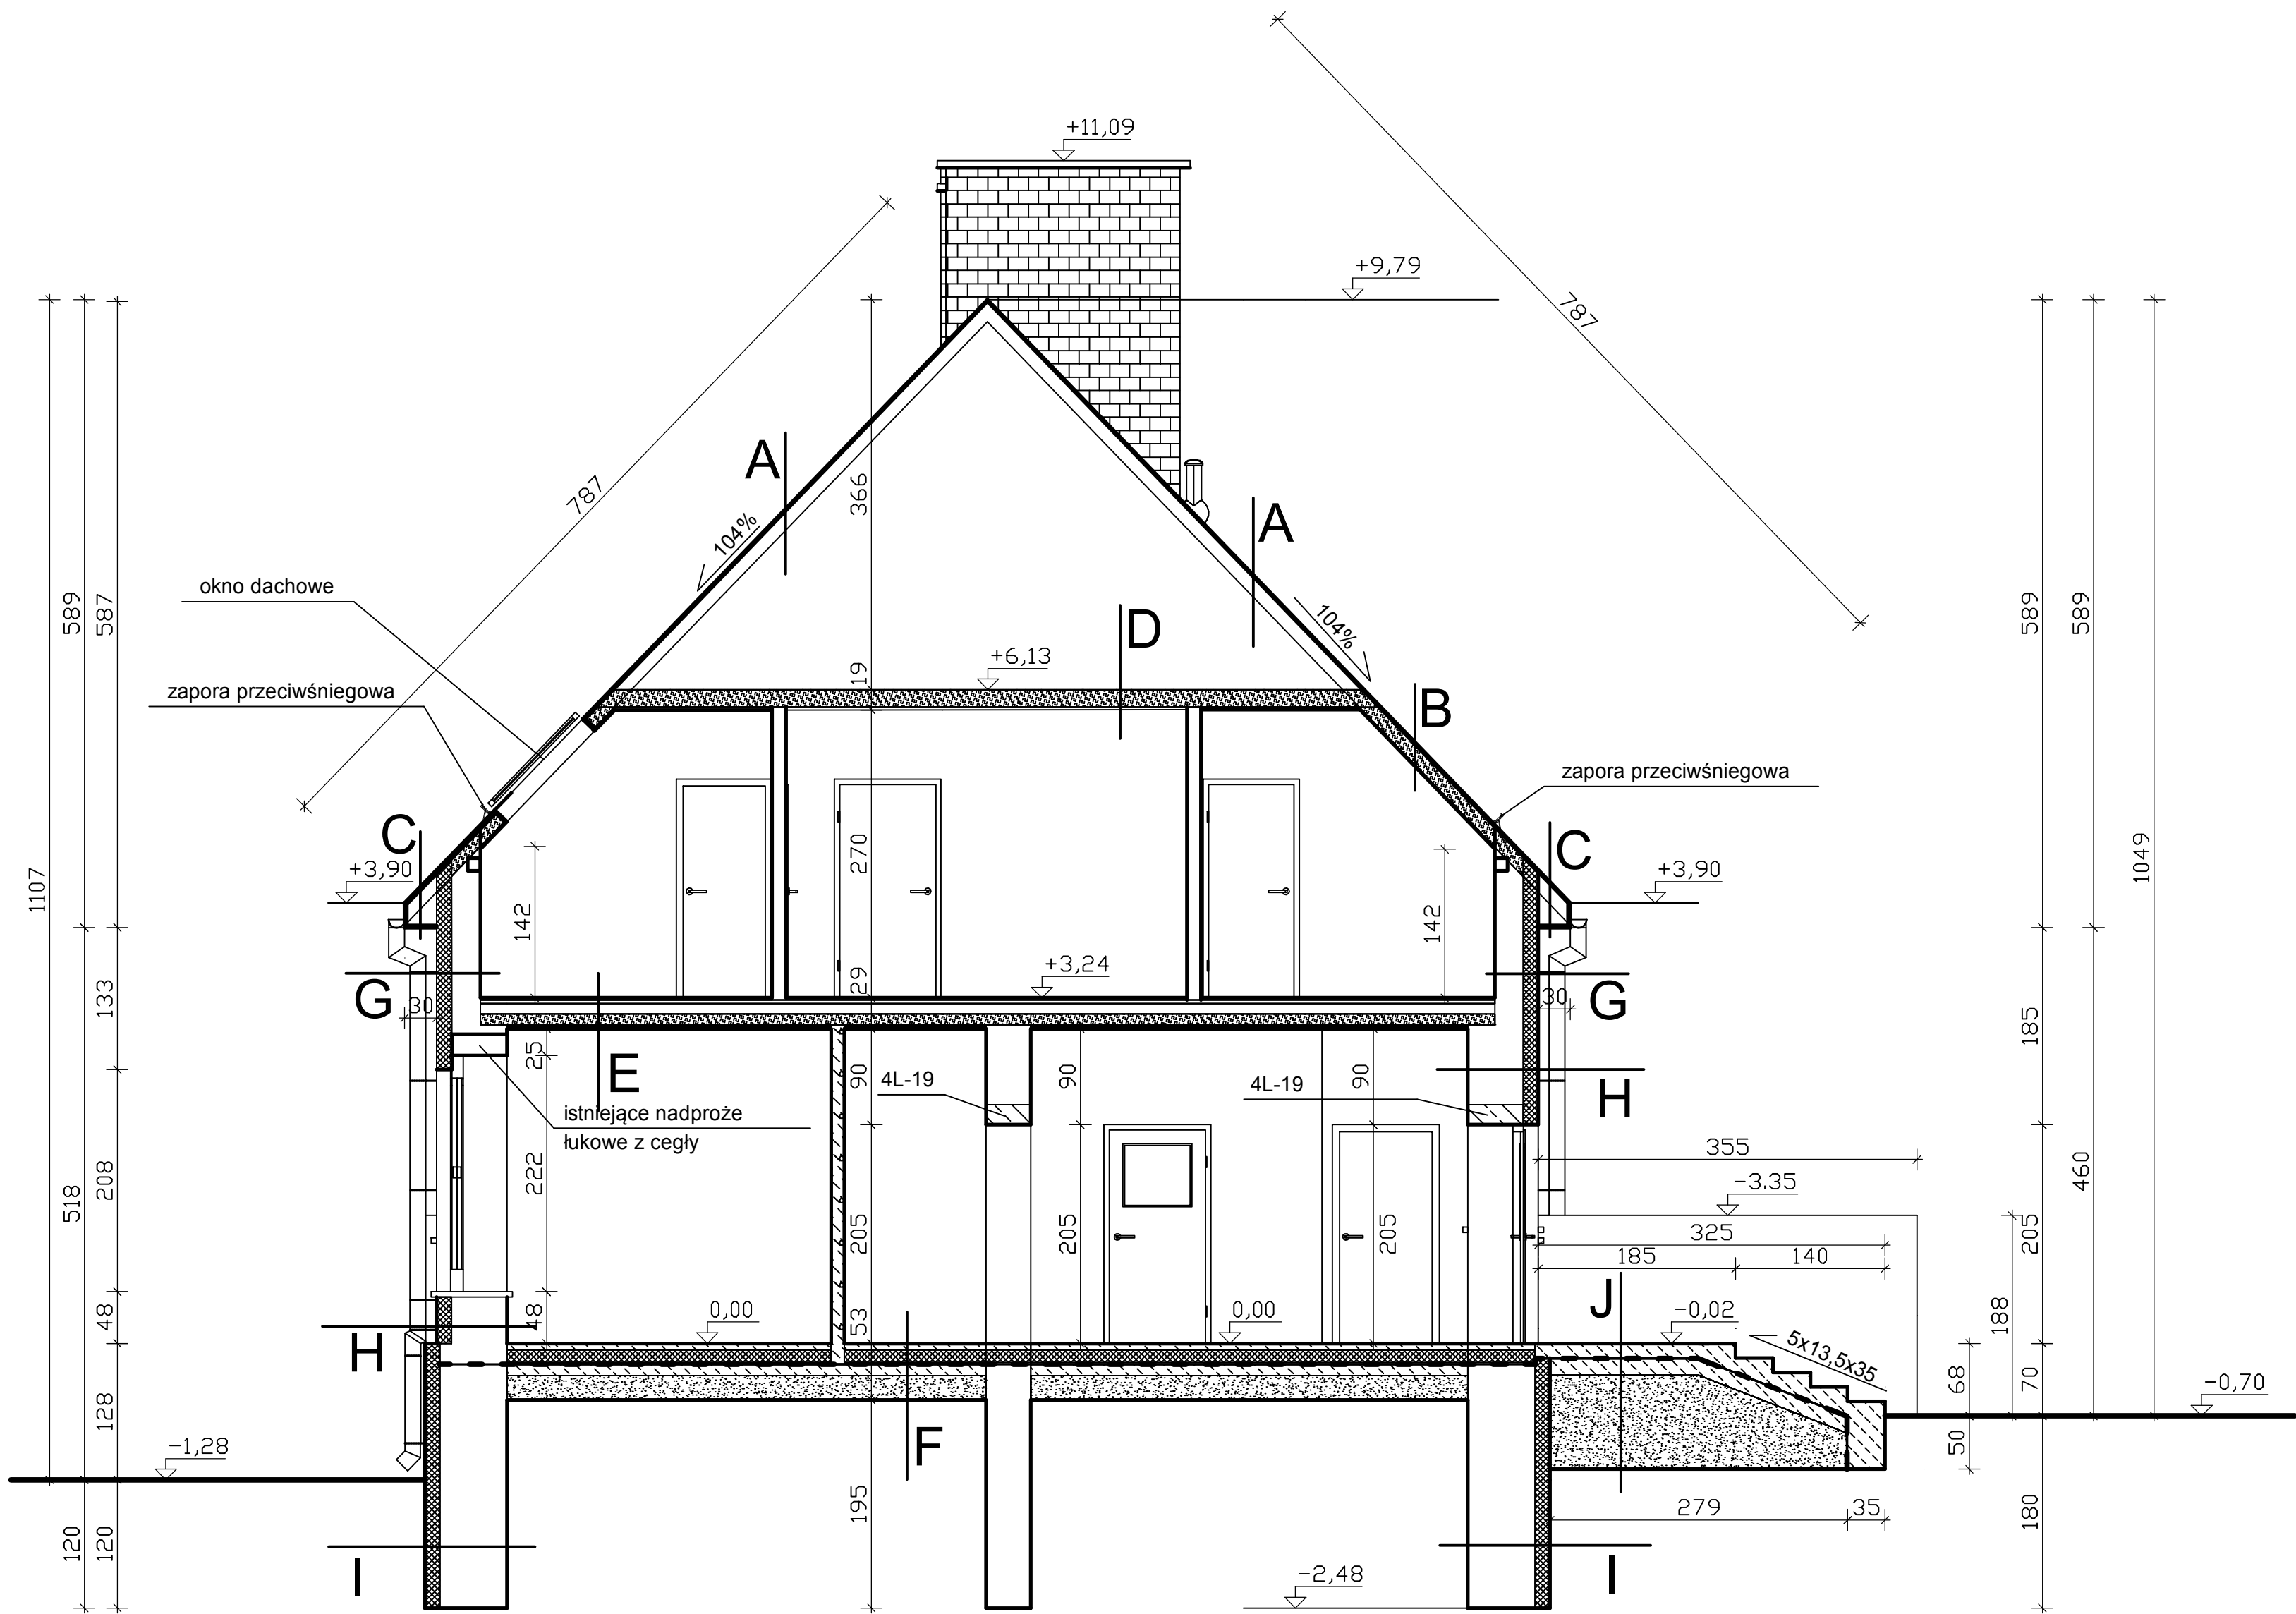 +11,09
+9,79
787
787
A
366
A
104%
104%
okno dachowe
589
587
589
589
D
+6,13
19
zapora przeciwśniegowa
B
zapora przeciwśniegowa
C
C
+3,90
+3,90
1107
270
1049
142
142
+3,24
29
G
30
30
G
133
185
25
E
90
4L-19
90
4L-19
90
H
istniejące nadproże
łukowe z cegły
355
460
518
208
222
-3.35
205
205
205
325
205
185
140
J
188
48
48
0,00
53
0,00
-0,02
H
5x13,5x35
68
70
-0,70
128
-1,28
F
50
195
279
35
180
120
120
I
-2,48
I